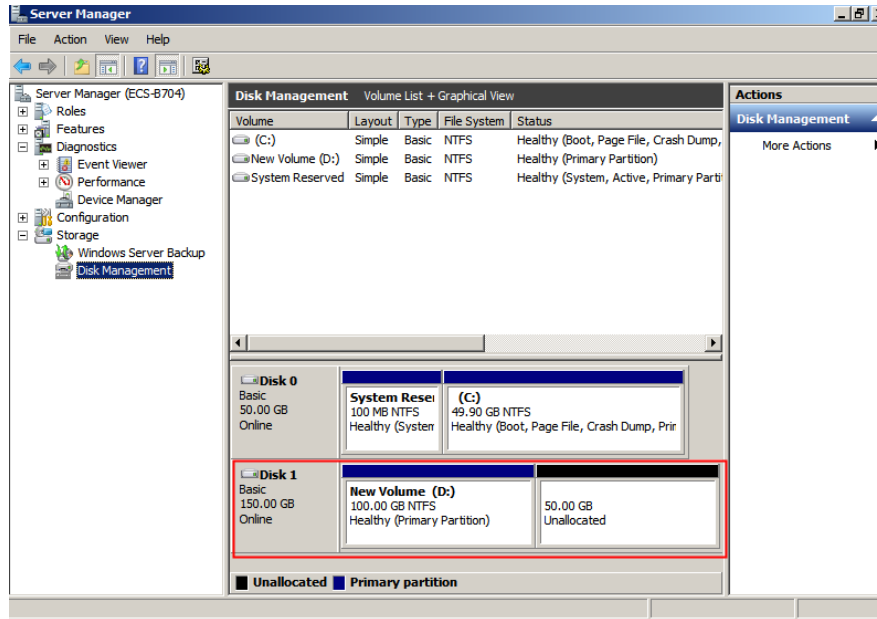 Server Manager
File Action View Help
Server Manager (ECS-B704)
Roles
Features
Diagnostics
Event Viewer
Performance
Device Manager
Configuration
Storage
Windows Server Backup
Disk Management
Disk Management Volume List + Graphical View
Volume Layout Type File System Status
(C:) Simple Basic NTFS Healthy (Boot, Page File, Crash Dump,
New Volume (D:) Simple Basic NTFS Healthy (Primary Partition)
System Reserved Simple Basic NTFS Healthy (System, Active, Primary Parti
Disk 0
Basic
50.00 GB
Online
System Reser
100 MB NTFS
Healthy (System
(C:)
49.90 GB NTFS
Healthy (Boot, Page File, Crash Dump, Prir
Disk 1
Basic
150.00 GB
Online
New Volume (D:)
100.00 GB NTFS
Healthy (Primary Partition)
50.00 GB
Unallocated
Unallocated Primary partition
Actions
Disk Management
More Actions